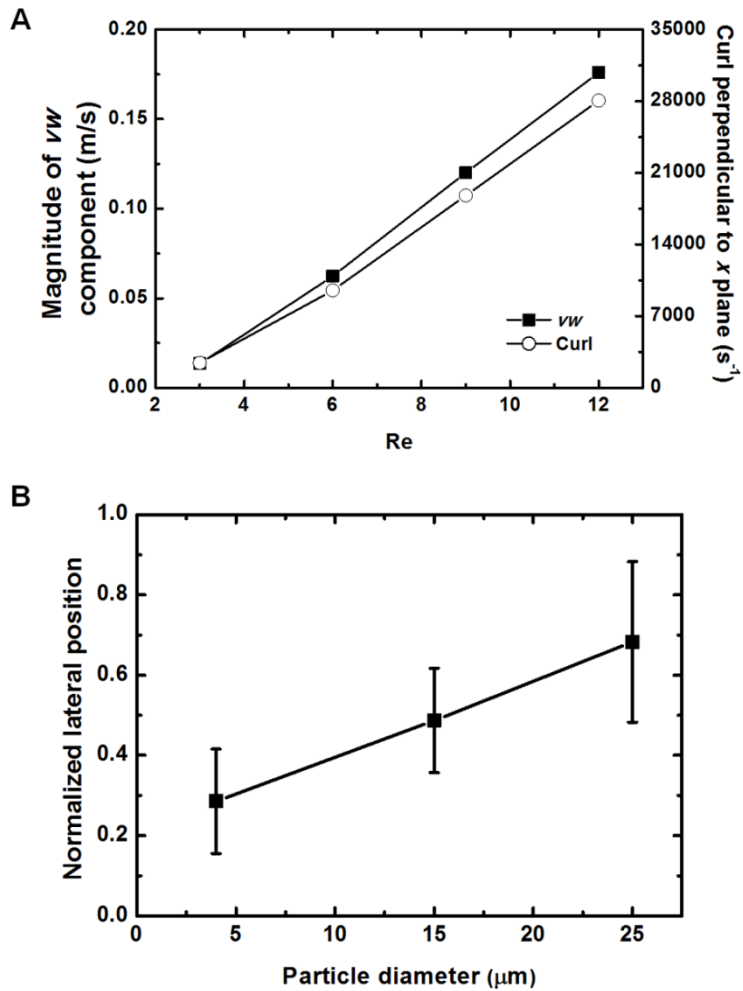 A
0.20
0.15
0.10
0.05
0.00
Magnitude of vw
component (m/s)
35000
28000
21000
14000
7000
0
Curl perpendicular to x plane (s⁻¹)
vw
Curl
2 4 6 8 10 12
Re
B
1.0
0.8
0.6
0.4
0.2
0.0
Normalized lateral position
0 5 10 15 20 25
Particle diameter (μm)